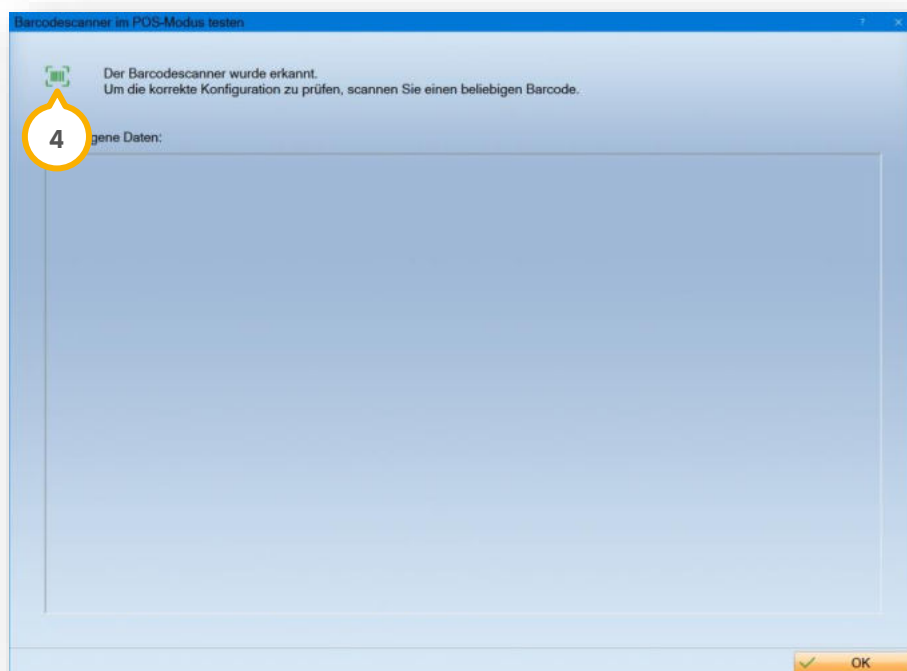 Barcodescanner im POS-Modus testen
? ×
Der Barcodescanner wurde erkannt.
Um die korrekte Konfiguration zu prüfen, scannen Sie einen beliebigen Barcode.
4
gene Daten:
OK